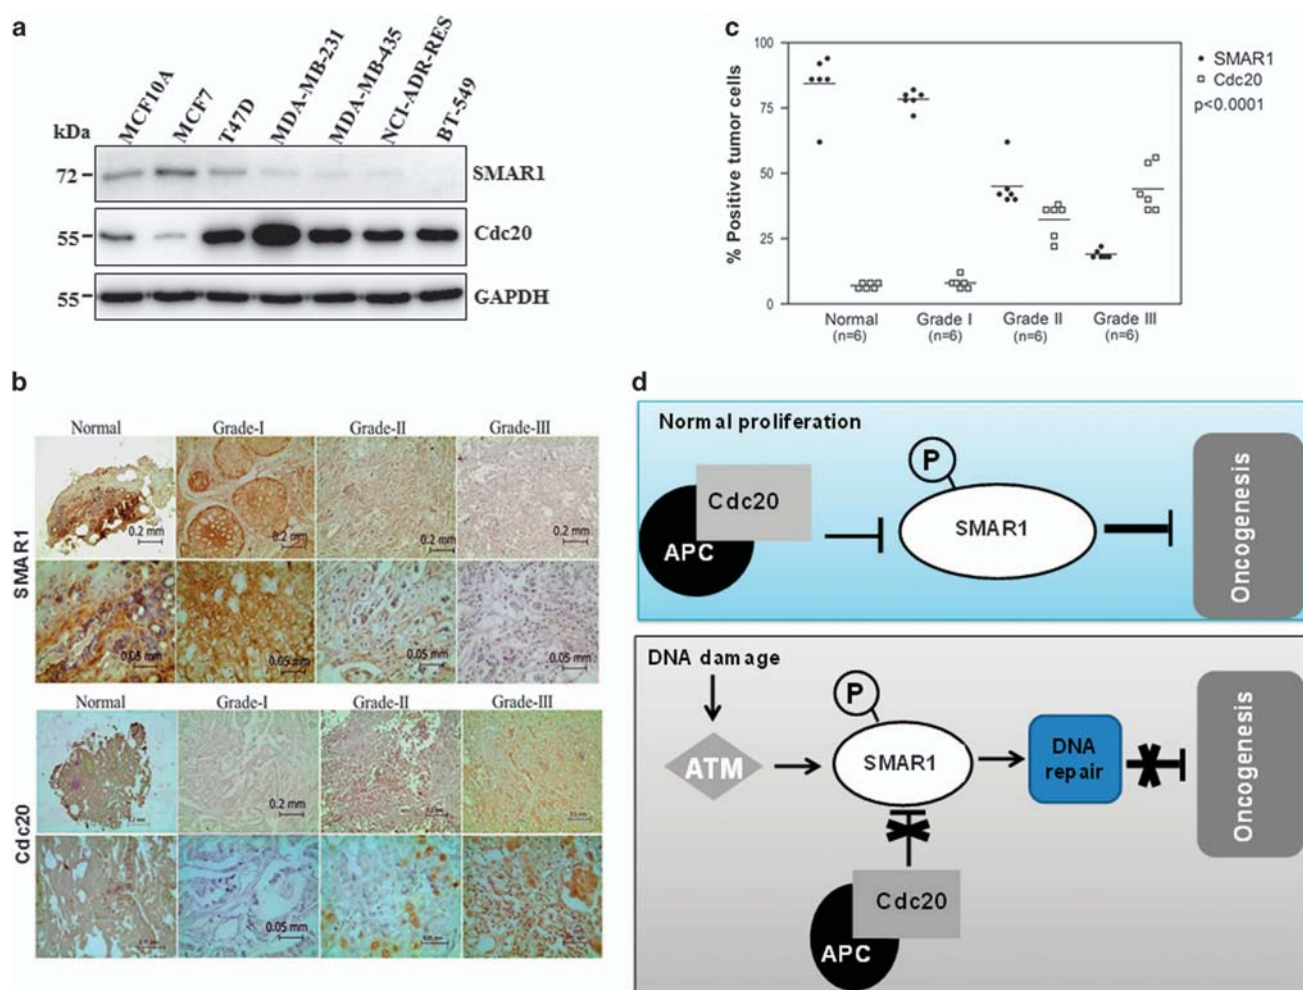 a
MCF10A
MCF7
T47D
MDA-MB-231
MDA-MB-435
NCI-ADR-RES
BT-549
kDa
72
SMAR1
55
Cdc20
55
GAPDH
b
Normal Grade-I Grade-II Grade-III
SMAR1
0.2 mm 0.2 mm 0.2 mm 0.2 mm
0.05 mm 0.05 mm 0.05 mm 0.05 mm
Normal Grade-I Grade-II Grade-III
Cdc20
0.2 mm
0.05 mm
c
% Positive tumor cells
100
75
50
25
0
Normal Grade I Grade II Grade III
(n=6) (n=6) (n=6) (n=6)
SMAR1
Cdc20
p<0.0001
d
Normal proliferation
P
Cdc20
APC
SMAR1
Oncogenesis
DNA damage
P
ATM
SMAR1
DNA
repair
Oncogenesis
Cdc20
APC